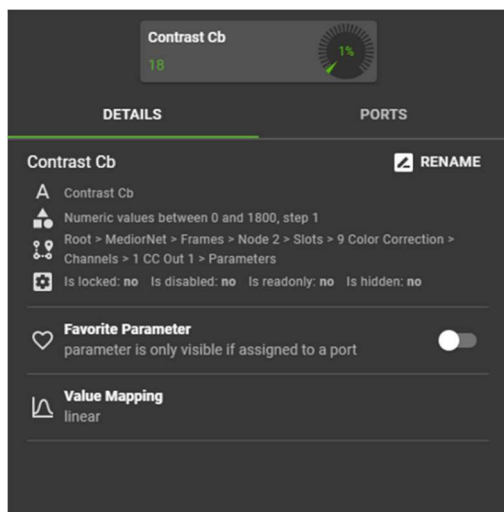 Contrast Cb
18
1%
DETAILS
PORTS
Contrast Cb
RENAME
A Contrast Cb
Numeric values between 0 and 1800, step 1
Root > MediorNet > Frames > Node 2 > Slots > 9 Color Correction >
Channels > 1 CC Out 1 > Parameters
Is locked: no Is disabled: no Is readonly: no Is hidden: no
Favorite Parameter
parameter is only visible if assigned to a port
Value Mapping
linear